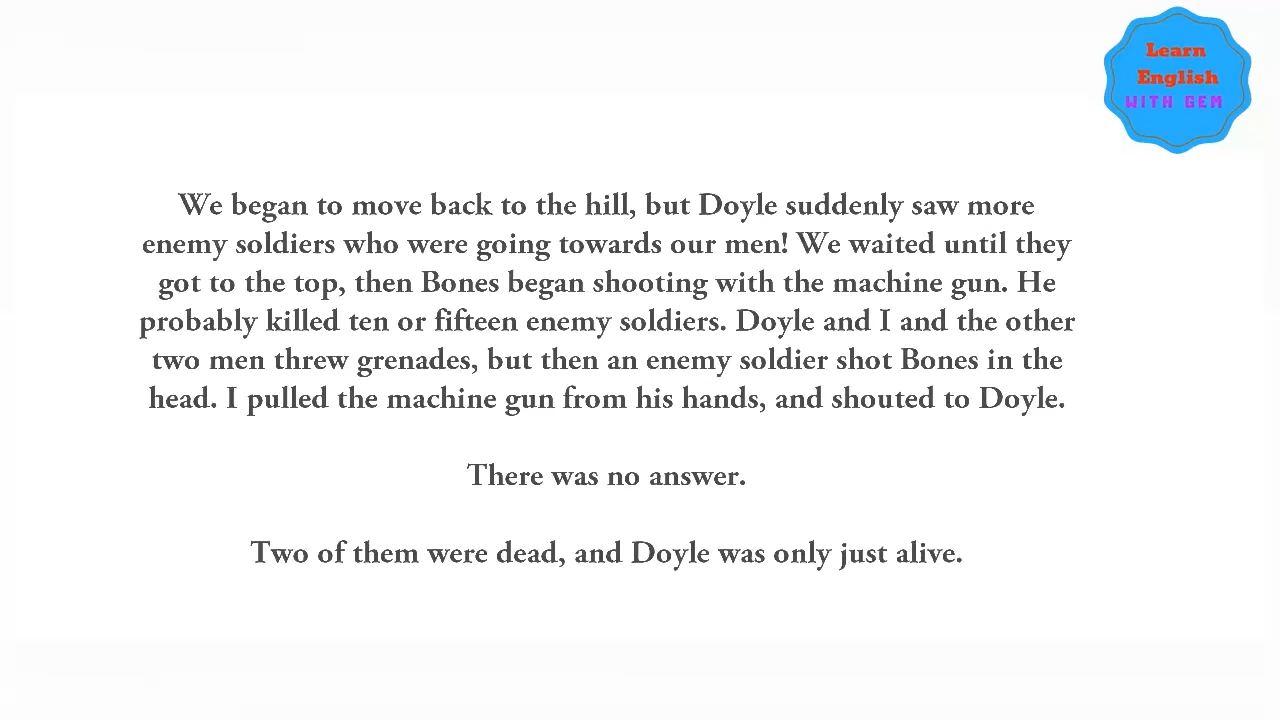 Learn
English
WITH GEM
We began to move back to the hill, but Doyle suddenly saw more
enemy soldiers who were going towards our men! We waited until they
got to the top, then Bones began shooting with the machine gun. He
probably killed ten or fifteen enemy soldiers. Doyle and I and the other
two men threw grenades, but then an enemy soldier shot Bones in the
head. I pulled the machine gun from his hands, and shouted to Doyle.
There was no answer.
Two of them were dead, and Doyle was only just alive.